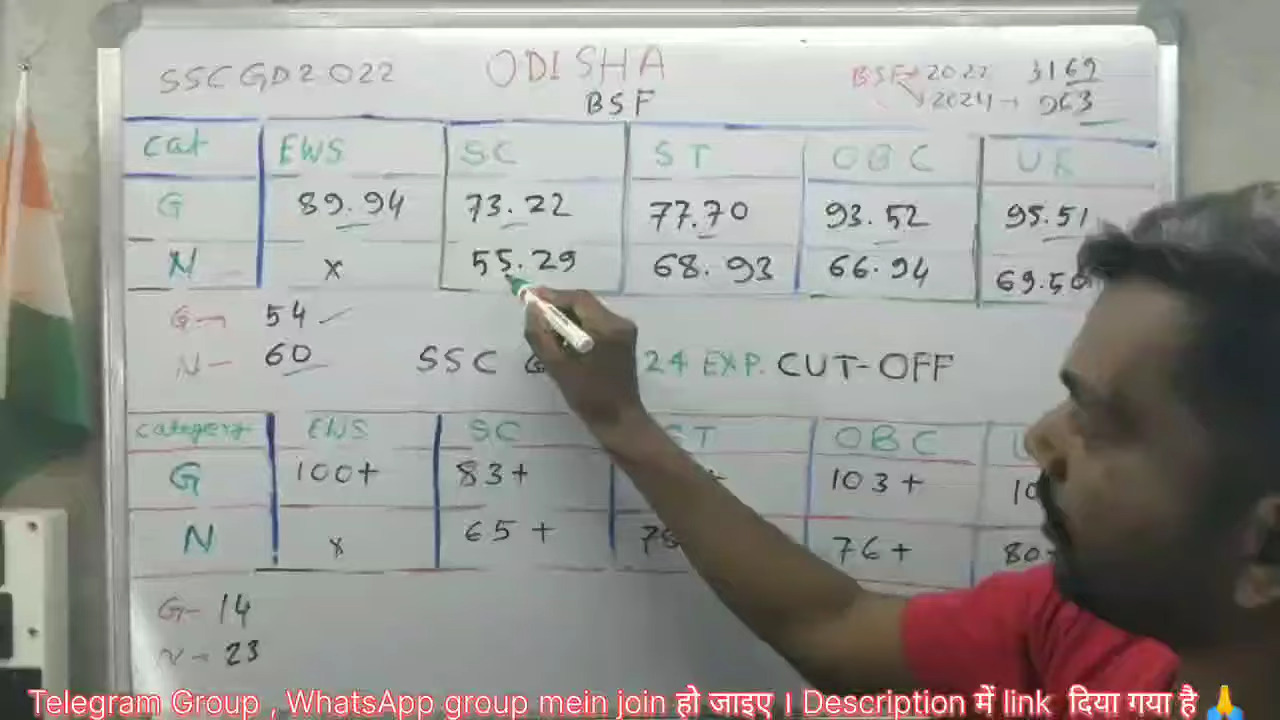 SSC GD 2022 ODISHA BSF→2022 3169
BSF →2024→ 963
Cat EWS SC ST OBC UR
G 89.94 73.22 77.70 93.52 95.51
N x 55.29 68.93 66.94
G → 54 ✓
N - 60
SSC 24 EXP. CUT-OFF
Category EWS SC ST OBC
G 100+ 83+ 103+
N x 65+ 76+ 80+
G- 14
N - 23
Telegram Group , WhatsApp group mein join हो जाइए । Description में link दिया गया है 🙏